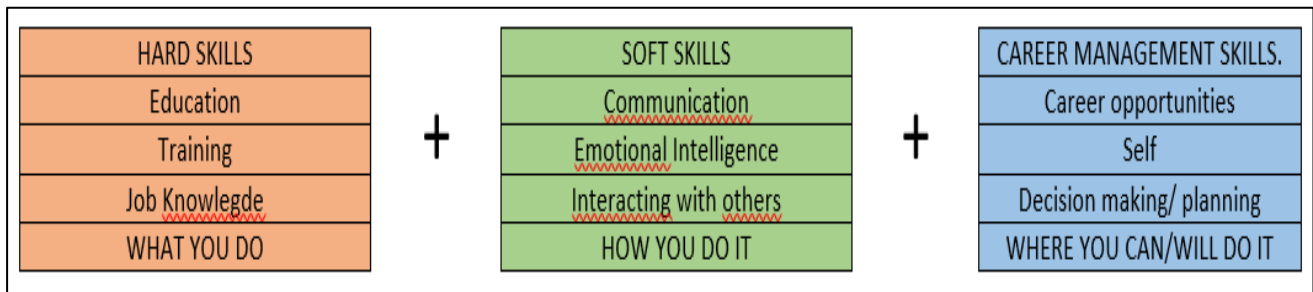 HARD SKILLS
Education
Training
Job Knowlegde
WHAT YOU DO
+
SOFT SKILLS
Communication
Emotional Intelligence
Interacting with others
HOW YOU DO IT
+
CAREER MANAGEMENT SKILLS.
Career opportunities
Self
Decision making/ planning
WHERE YOU CAN/WILL DO IT